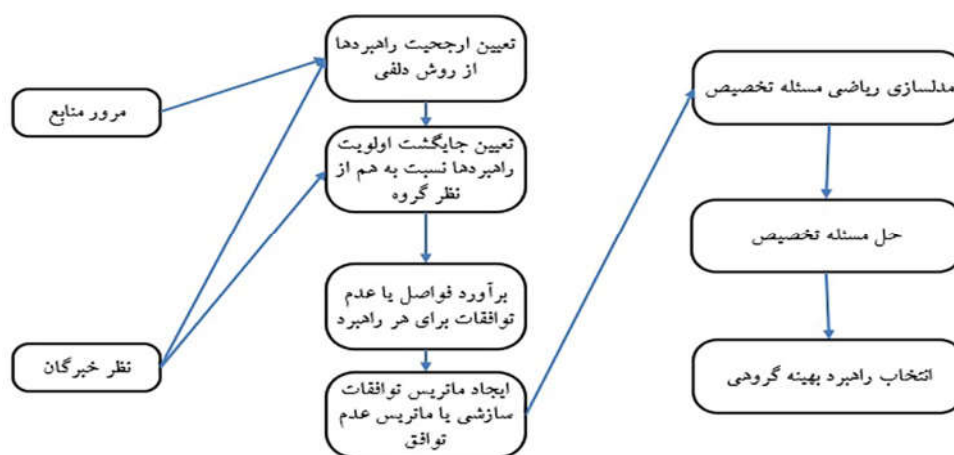 مرور منابع
نظر خبرگان
تعیین ارجحیت راهبردها
از روش دلفی
تعیین جایگشت اولویت
راهبردها نسبت به هم از
نظر گروه
برآورد فواصل یا عدم
توافقات برای هر راهبرد
ایجاد ماتریس توافقات
سازشی یا ماتریس عدم
توافق
مدلسازی ریاضی مسئله تخصیص
حل مسئله تخصیص
انتخاب راهبرد بهینه گروهی